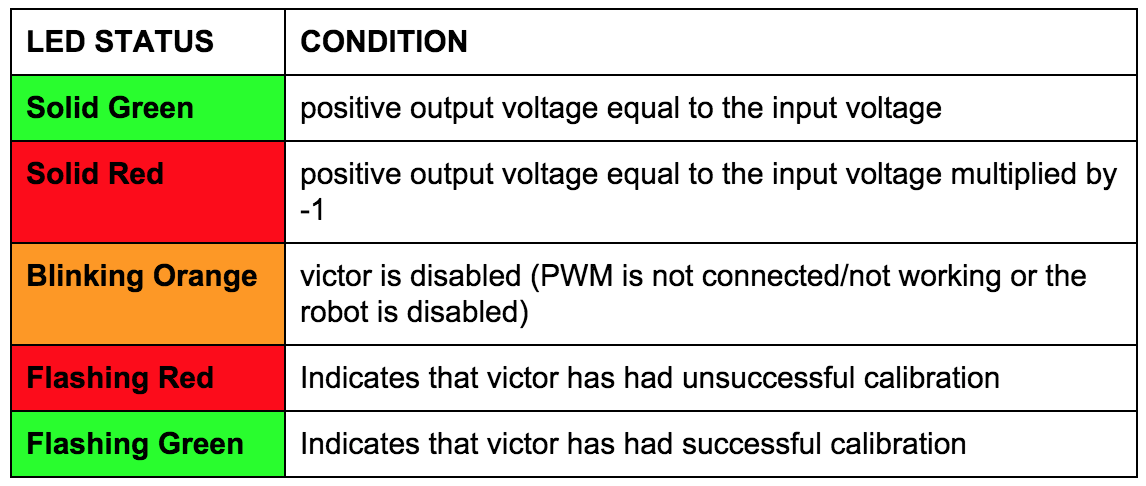 LED STATUS
CONDITION
Solid Green
positive output voltage equal to the input voltage
Solid Red
positive output voltage equal to the input voltage multiplied by
-1
Blinking Orange
victor is disabled (PWM is not connected/not working or the
robot is disabled)
Flashing Red
Indicates that victor has had unsuccessful calibration
Flashing Green
Indicates that victor has had successful calibration